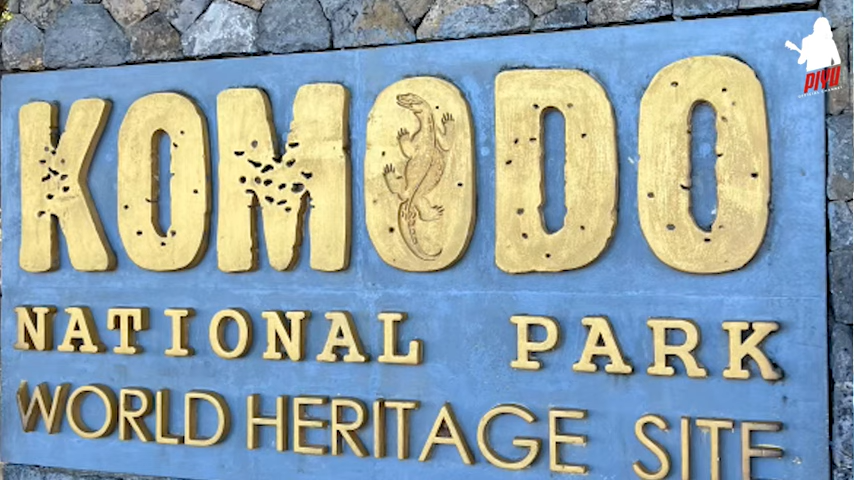 KOMODO
NATIONAL PARK
WORLD HERITAGE SITE
PIYU